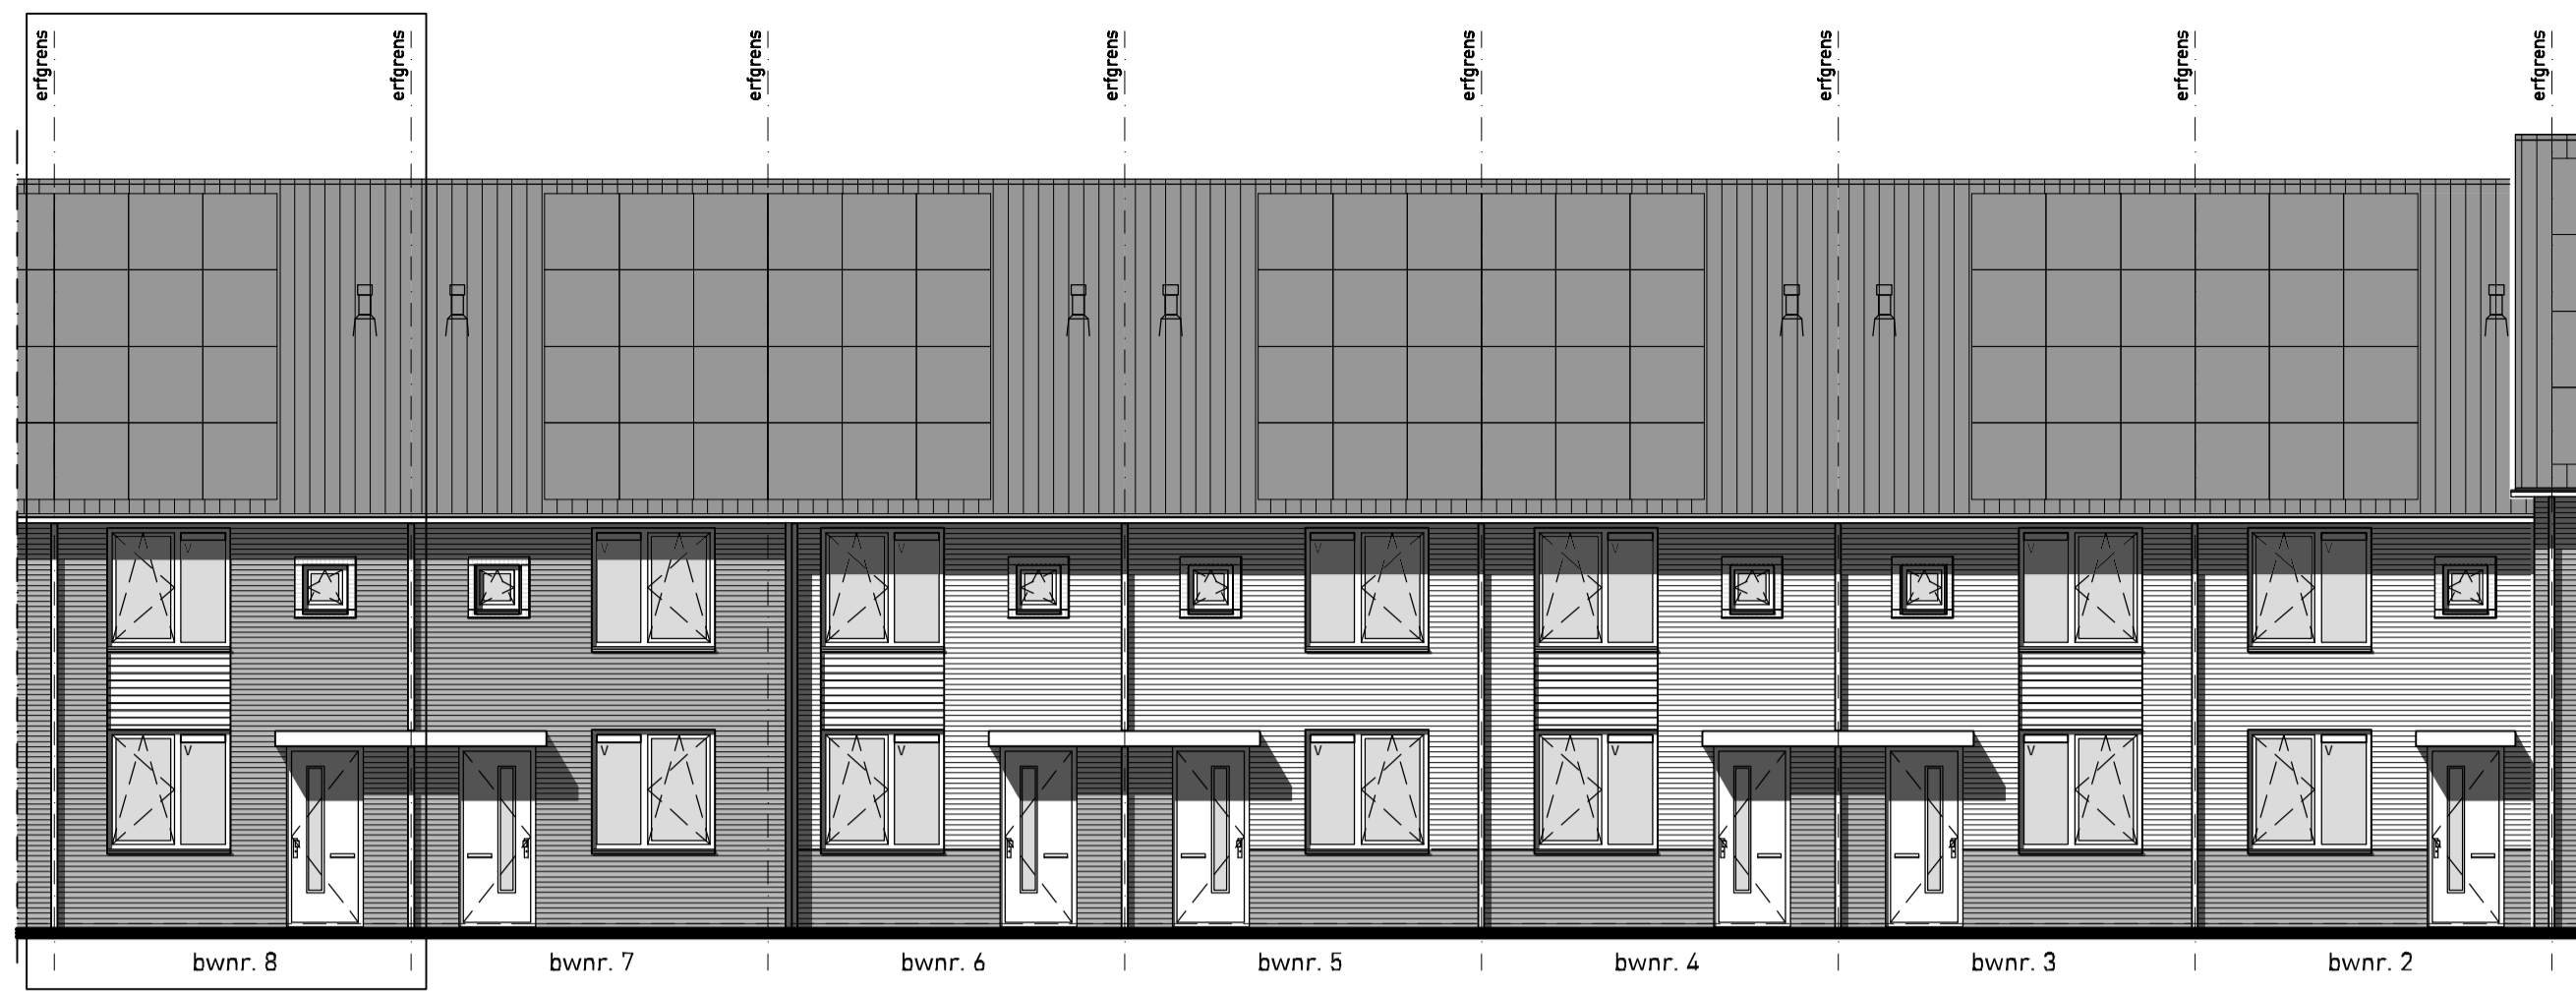 erfgrens
erfgrens
erfgrens
erfgrens
erfgrens
erfgrens
erfgrens
erfgrens
V
V
V
V
V
V
V
V
V
V
V
V
V
V
bwnr. 8
bwnr. 7
bwnr. 6
bwnr. 5
bwnr. 4
bwnr. 3
bwnr. 2